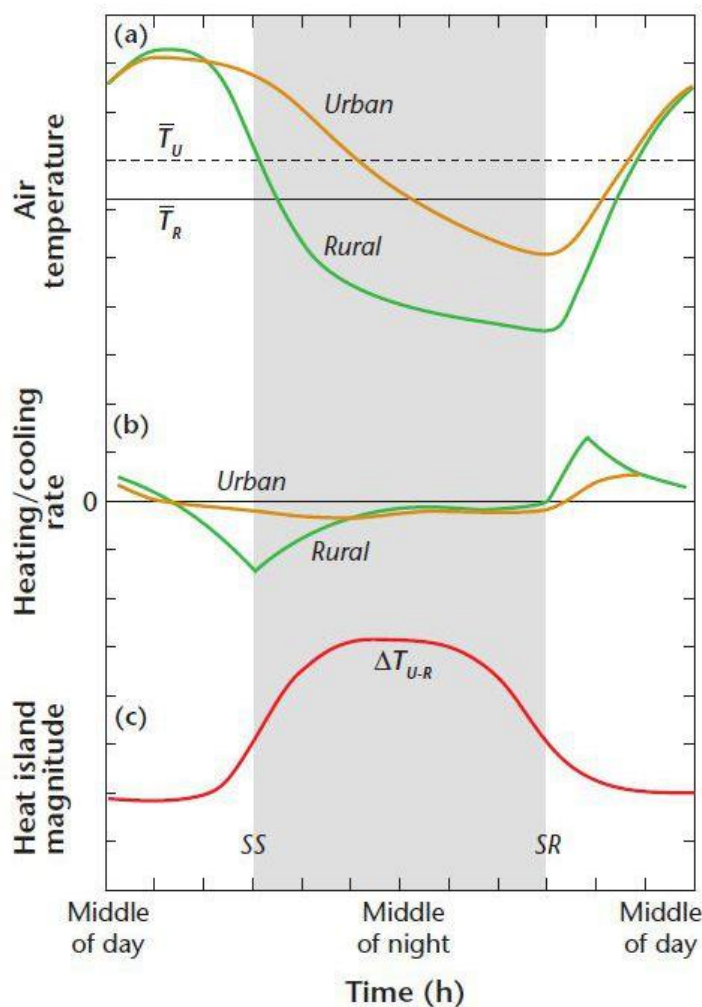 (a)
Urban
T̅U
T̅R
Rural
Air
temperature
(b)
Urban
0
Rural
Heating/cooling
rate
ΔTU-R
(c)
Heat island
magnitude
SS SR
Middle
of day
Middle
of night
Middle
of day
Time (h)